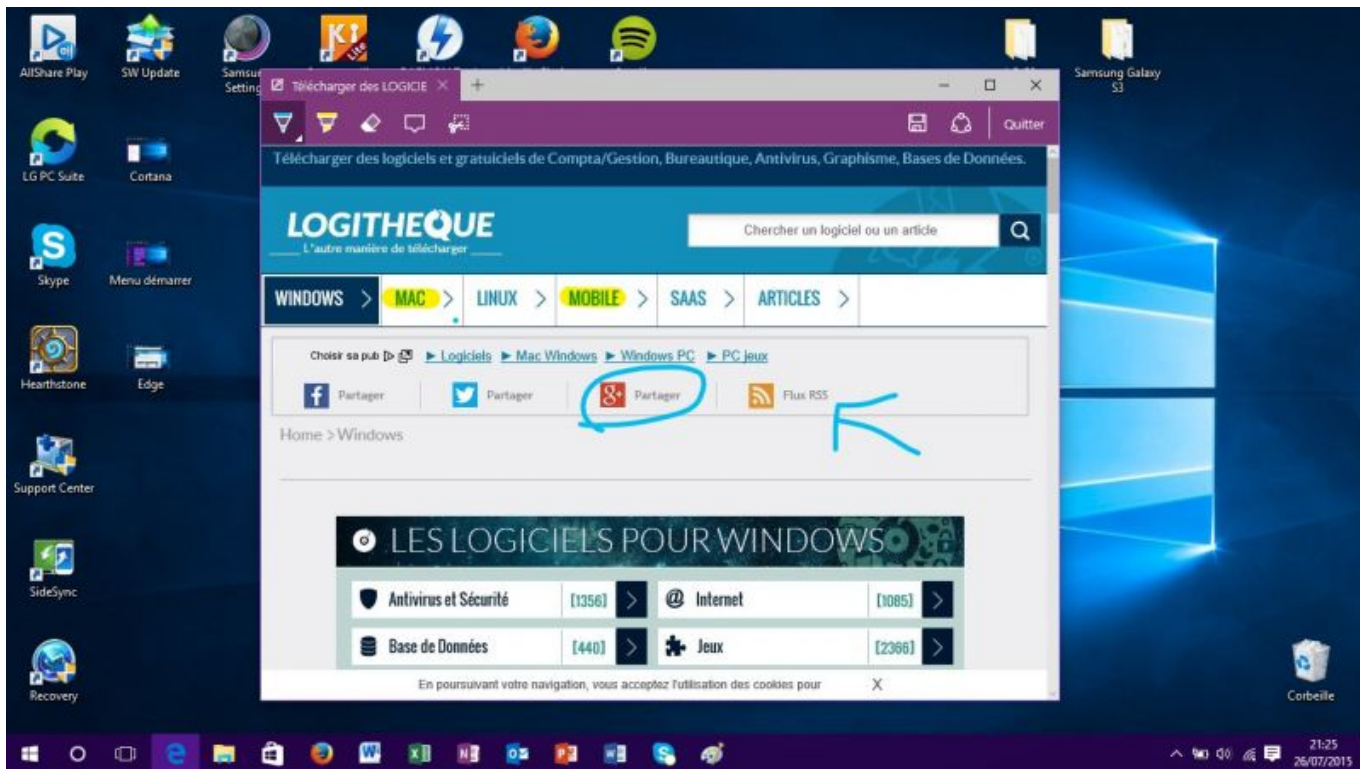 AllShare Play
SW Update
Samsu
Setting
Samsung Galaxy
S3
Télécharger des LOGICIE
Quitter
LG PC Suite
Cortana
Télécharger des logiciels et gratuiciels de Compta/Gestion, Bureautique, Antivirus, Graphisme, Bases de Données.
LOGITHEQUE
L'autre manière de télécharger
Chercher un logiciel ou un article
Skype
Menu démarrer
WINDOWS > MAC > LINUX > MOBILE > SAAS > ARTICLES >
Choisir sa pub Logiciels Mac Windows Windows PC PC jeux
Hearthstone
Edge
Partager Partager Partager Flux RSS
Home > Windows
Support Center
LES LOGICIELS POUR WINDOWS
SideSync
Antivirus et Sécurité [1356] > Internet [1085] >
Base de Données [440] > Jeux [2366] >
En poursuivant votre navigation, vous acceptez l'utilisation des cookies pour X
Recovery
Corbeille
21:25
26/07/2015